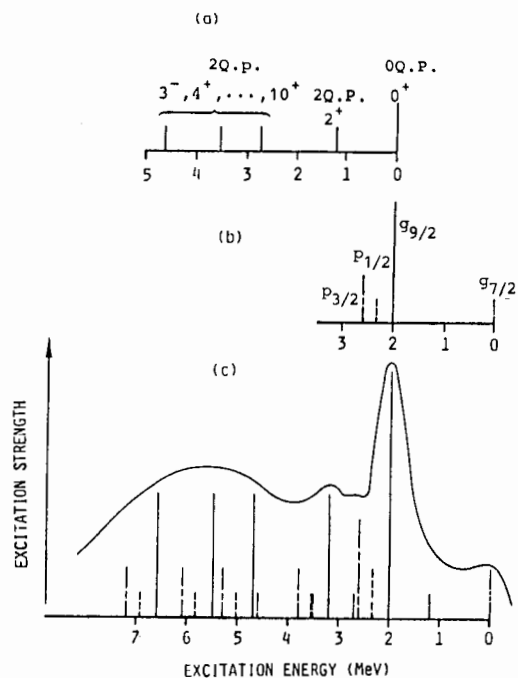 (a)
2Q.p.
0Q.P.
3⁻,4⁺,...,10⁺
2Q.P.
0⁺
2⁺
5 4 3 2 1 0
(b)
g9/2
p1/2
p3/2
g7/2
3 2 1 0
(c)
EXCITATION STRENGTH
7 6 5 4 3 2 1 0
EXCITATION ENERGY (MeV)